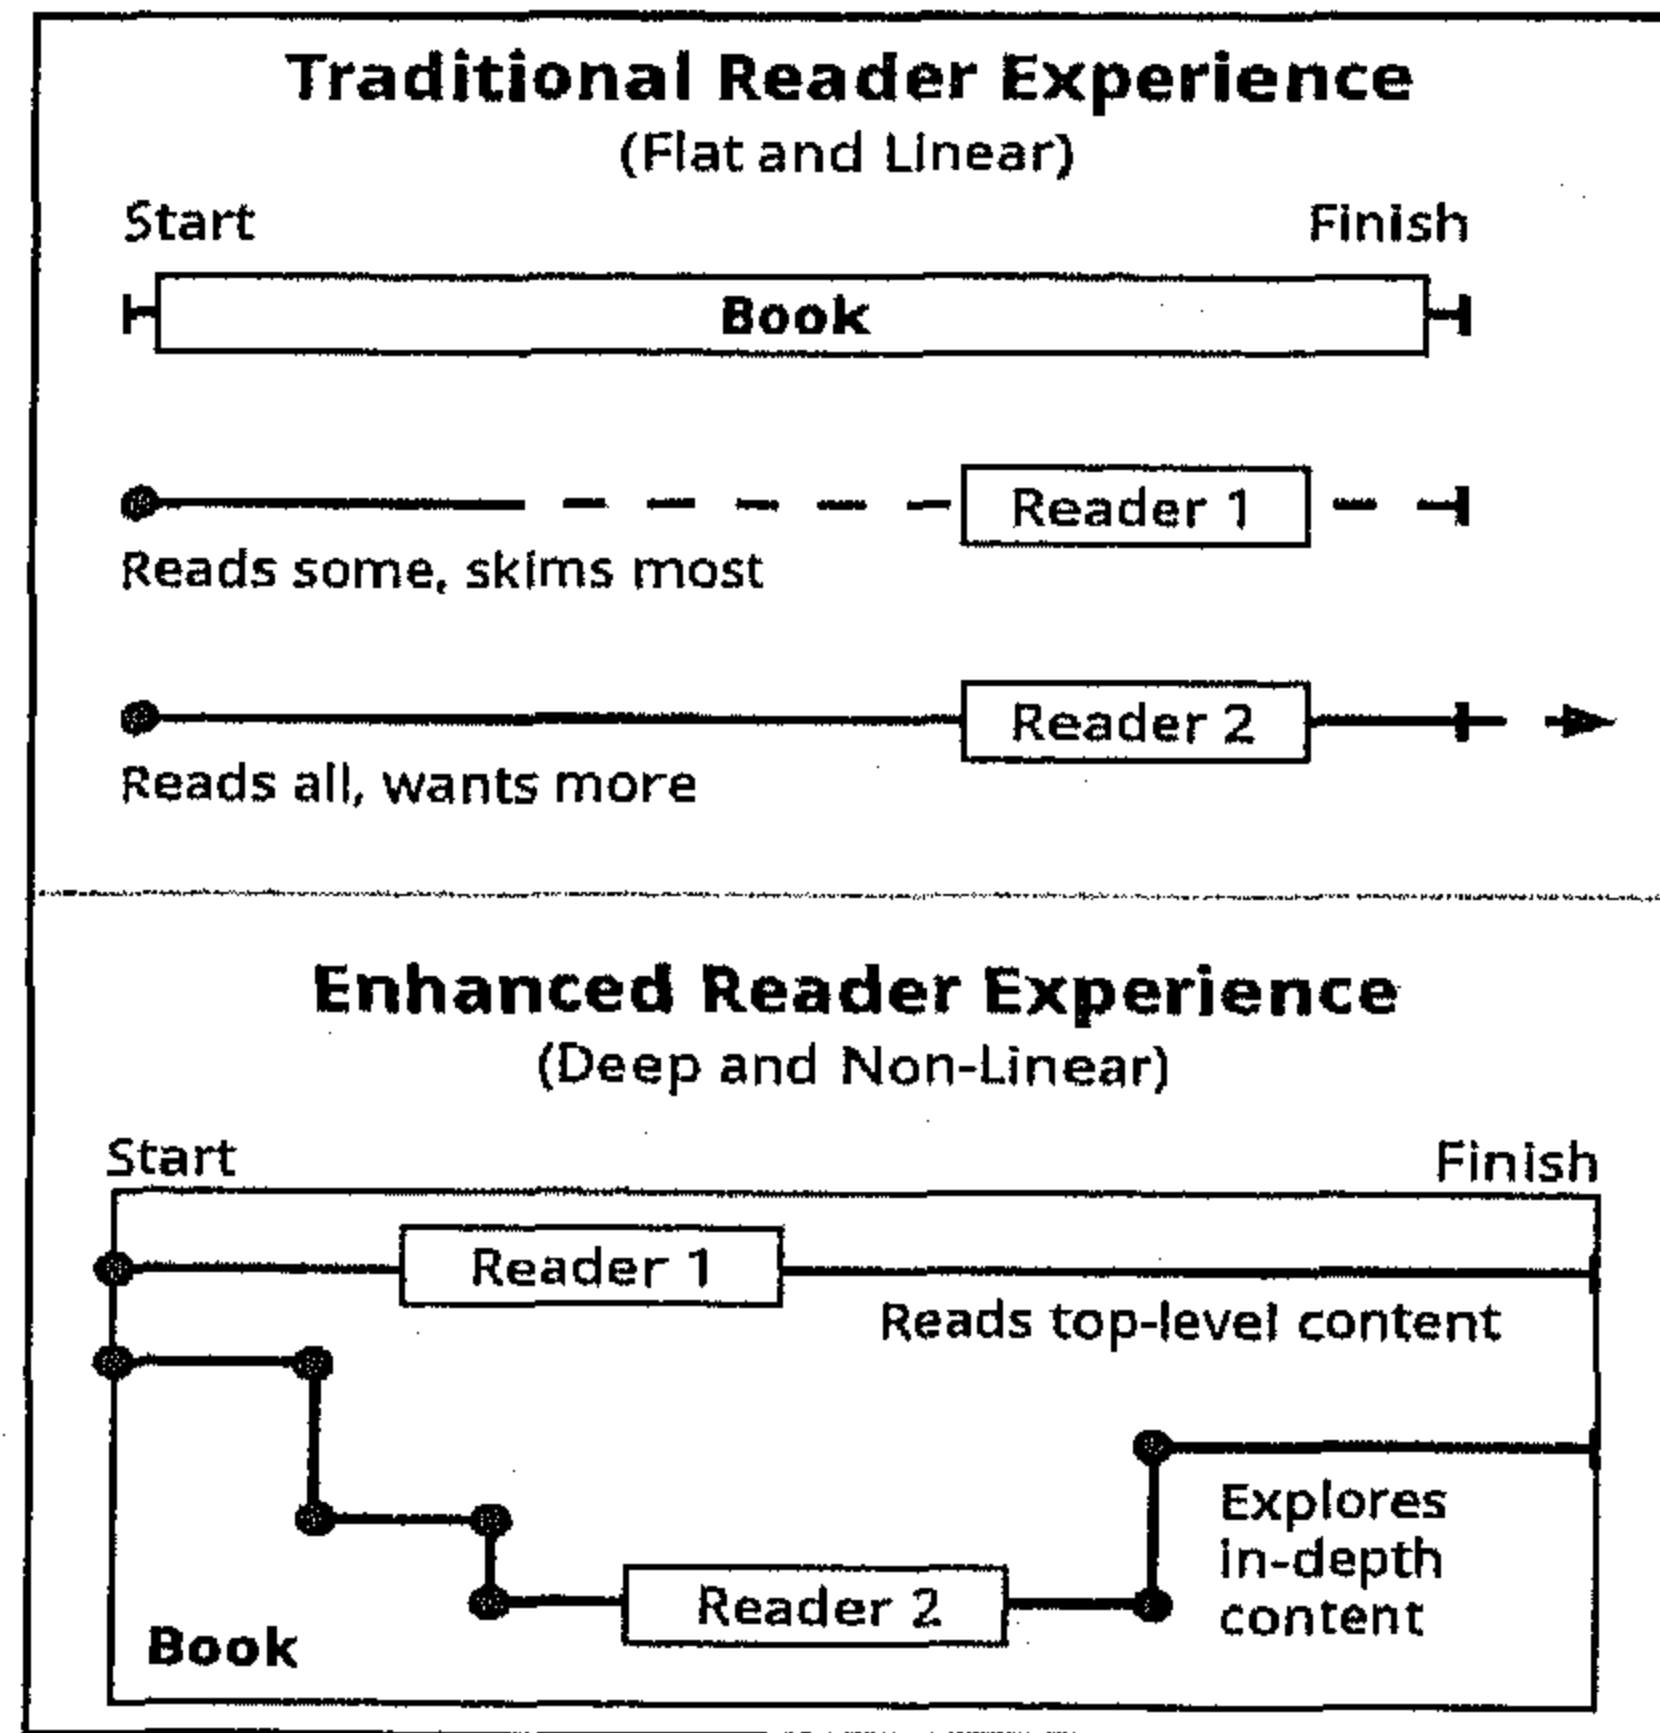 Traditional Reader Experience
(Flat and Linear)
Start
Finish
Book
Reader 1
Reads some, skims most
Reader 2
Reads all, wants more
Enhanced Reader Experience
(Deep and Non-Linear)
Start
Finish
Reader 1
Reads top-level content
Explores
in-depth
content
Reader 2
Book